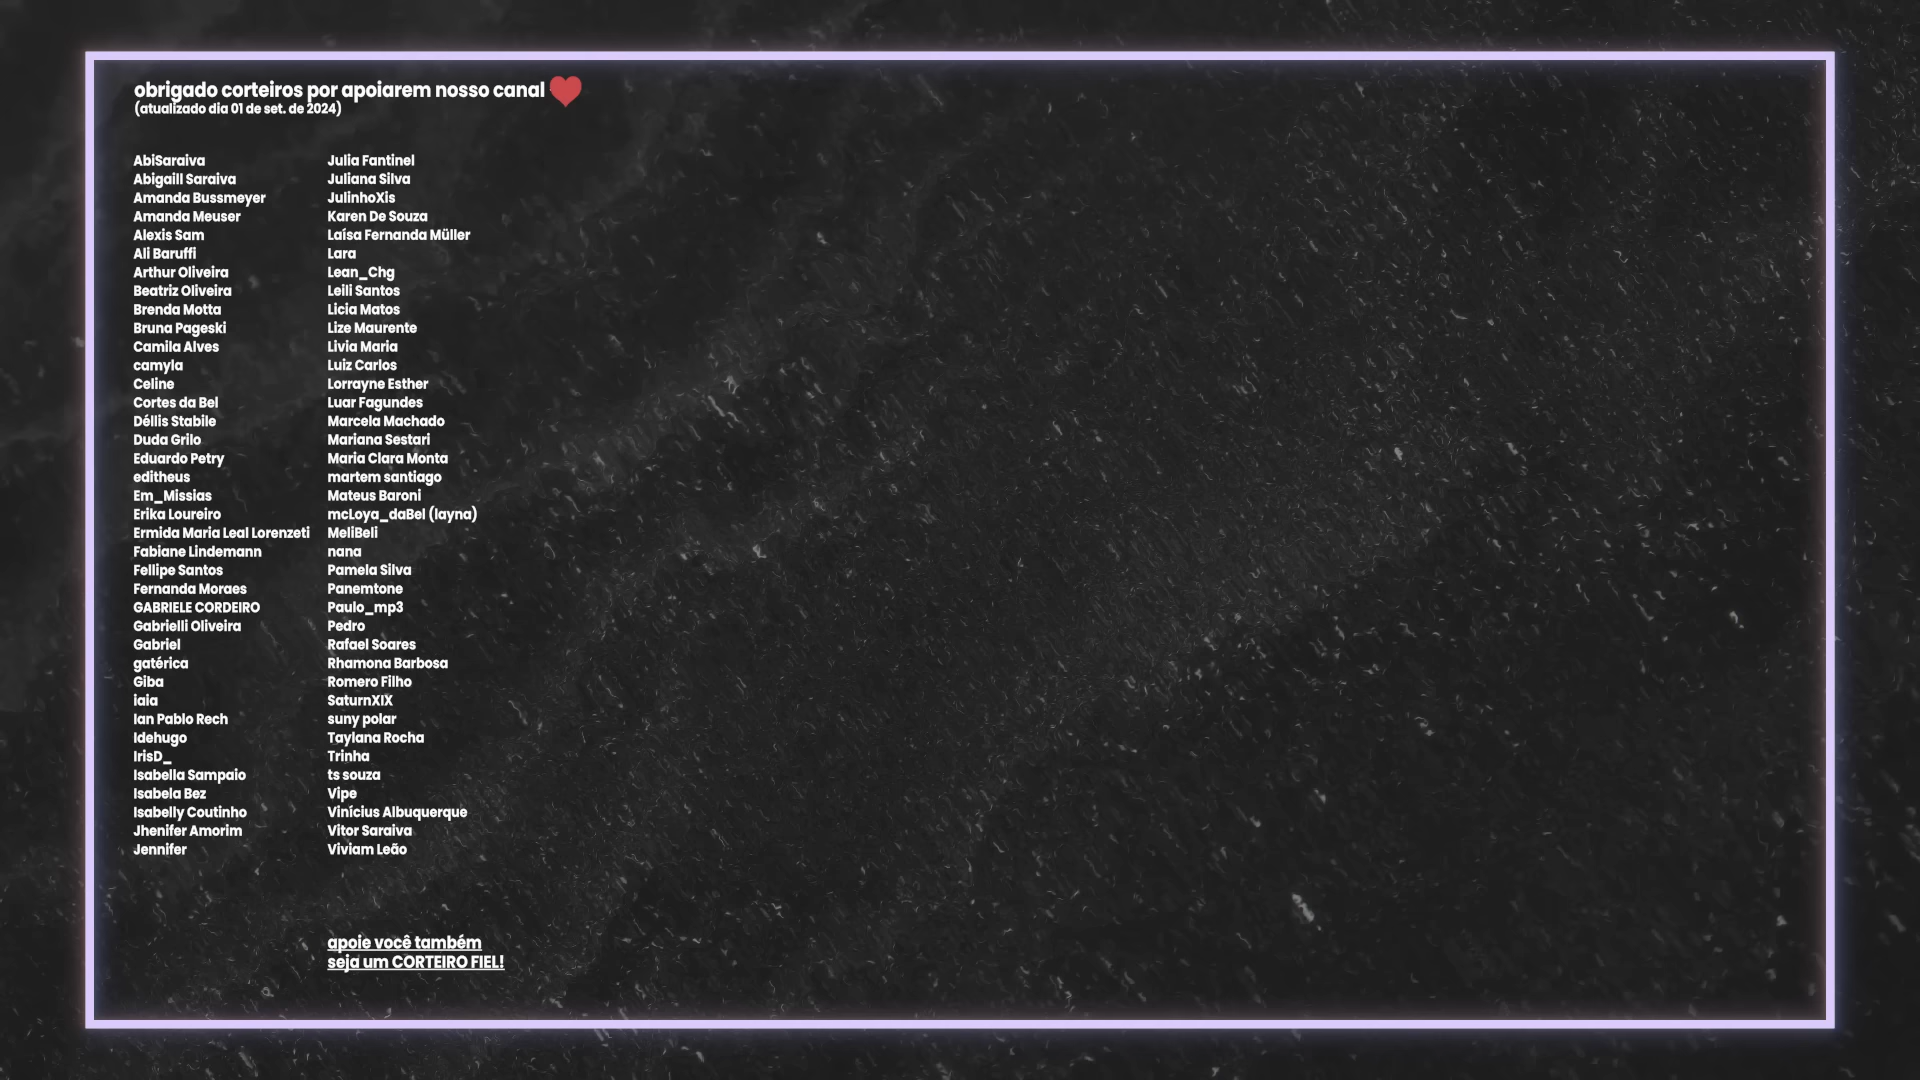 obrigado corteiros por apoiarem nosso canal
(atualizado dia 01 de set. de 2024)
AbiSaraiva
Abigaill Saraiva
Amanda Bussmeyer
Amanda Meuser
Alexis Sam
Ali Baruffi
Arthur Oliveira
Beatriz Oliveira
Brenda Motta
Bruna Pageski
Camila Alves
camyla
Celine
Cortes da Bel
Déllis Stabile
Duda Grilo
Eduardo Petry
editheus
Em_Missias
Erika Loureiro
Ermida Maria Leal Lorenzeti
Fabiane Lindemann
Fellipe Santos
Fernanda Moraes
GABRIELE CORDEIRO
Gabrielli Oliveira
Gabriel
gatérica
Giba
iaia
Ian Pablo Rech
Idehugo
IrisD_
Isabella Sampaio
Isabela Bez
Isabelly Coutinho
Jhenifer Amorim
Jennifer
Julia Fantinel
Juliana Silva
JulinhoXis
Karen De Souza
Laísa Fernanda Müller
Lara
Lean_Chg
Leili Santos
Licia Matos
Lize Maurente
Livia Maria
Luiz Carlos
Lorrayne Esther
Luar Fagundes
Marcela Machado
Mariana Sestari
Maria Clara Monta
martem santiago
Mateus Baroni
mcLoya_daBel (layna)
MeliBeli
nana
Pamela Silva
Panemtone
Paulo_mp3
Pedro
Rafael Soares
Rhamona Barbosa
Romero Filho
SaturnXIX
suny polar
Taylana Rocha
Trinha
ts souza
Vipe
Vinícius Albuquerque
Vitor Saraiva
Viviam Leão
apoie você também
seja um CORTEIRO FIEL!